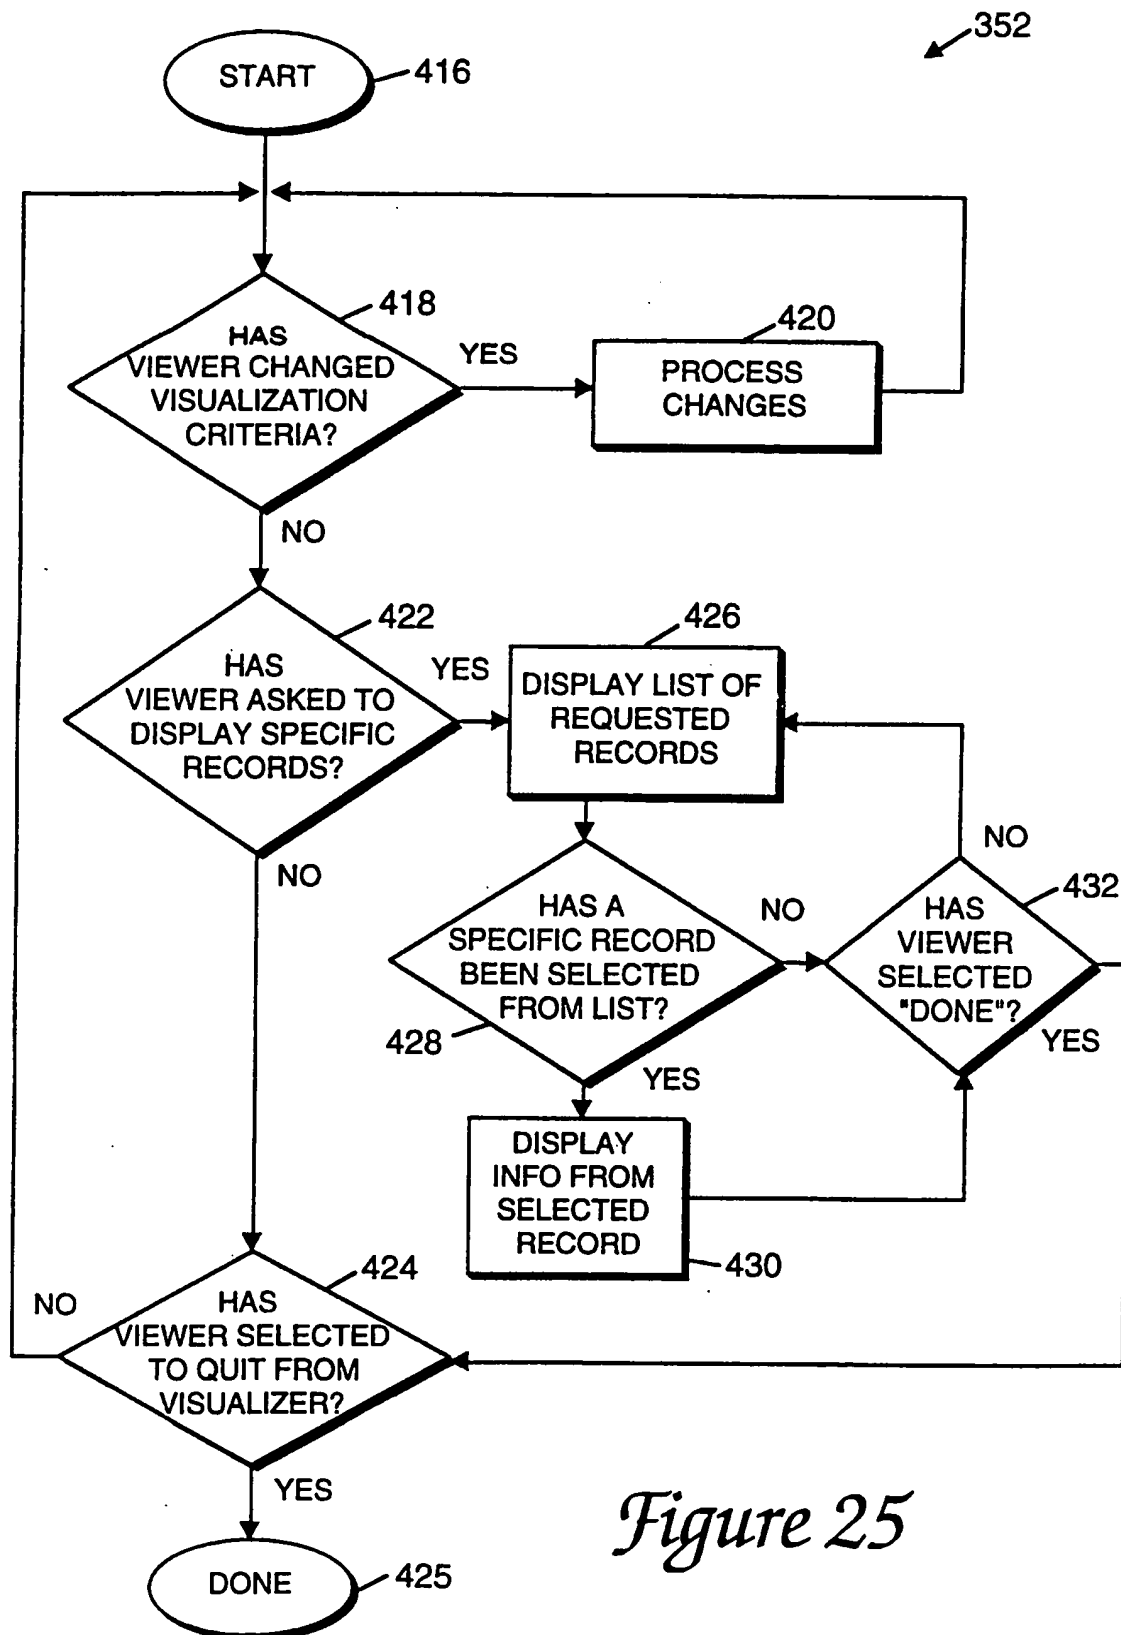 352
START
416
418
HAS
VIEWER CHANGED
VISUALIZATION
CRITERIA?
YES
420
PROCESS
CHANGES
NO
422
HAS
VIEWER ASKED TO
DISPLAY SPECIFIC
RECORDS?
YES
426
DISPLAY LIST OF
REQUESTED
RECORDS
NO
NO
432
HAS
VIEWER
SELECTED
"DONE"?
YES
NO
HAS A
SPECIFIC RECORD
BEEN SELECTED
FROM LIST?
428
YES
DISPLAY
INFO FROM
SELECTED
RECORD
430
424
NO
HAS
VIEWER SELECTED
TO QUIT FROM
VISUALIZER?
YES
DONE
425
Figure 25